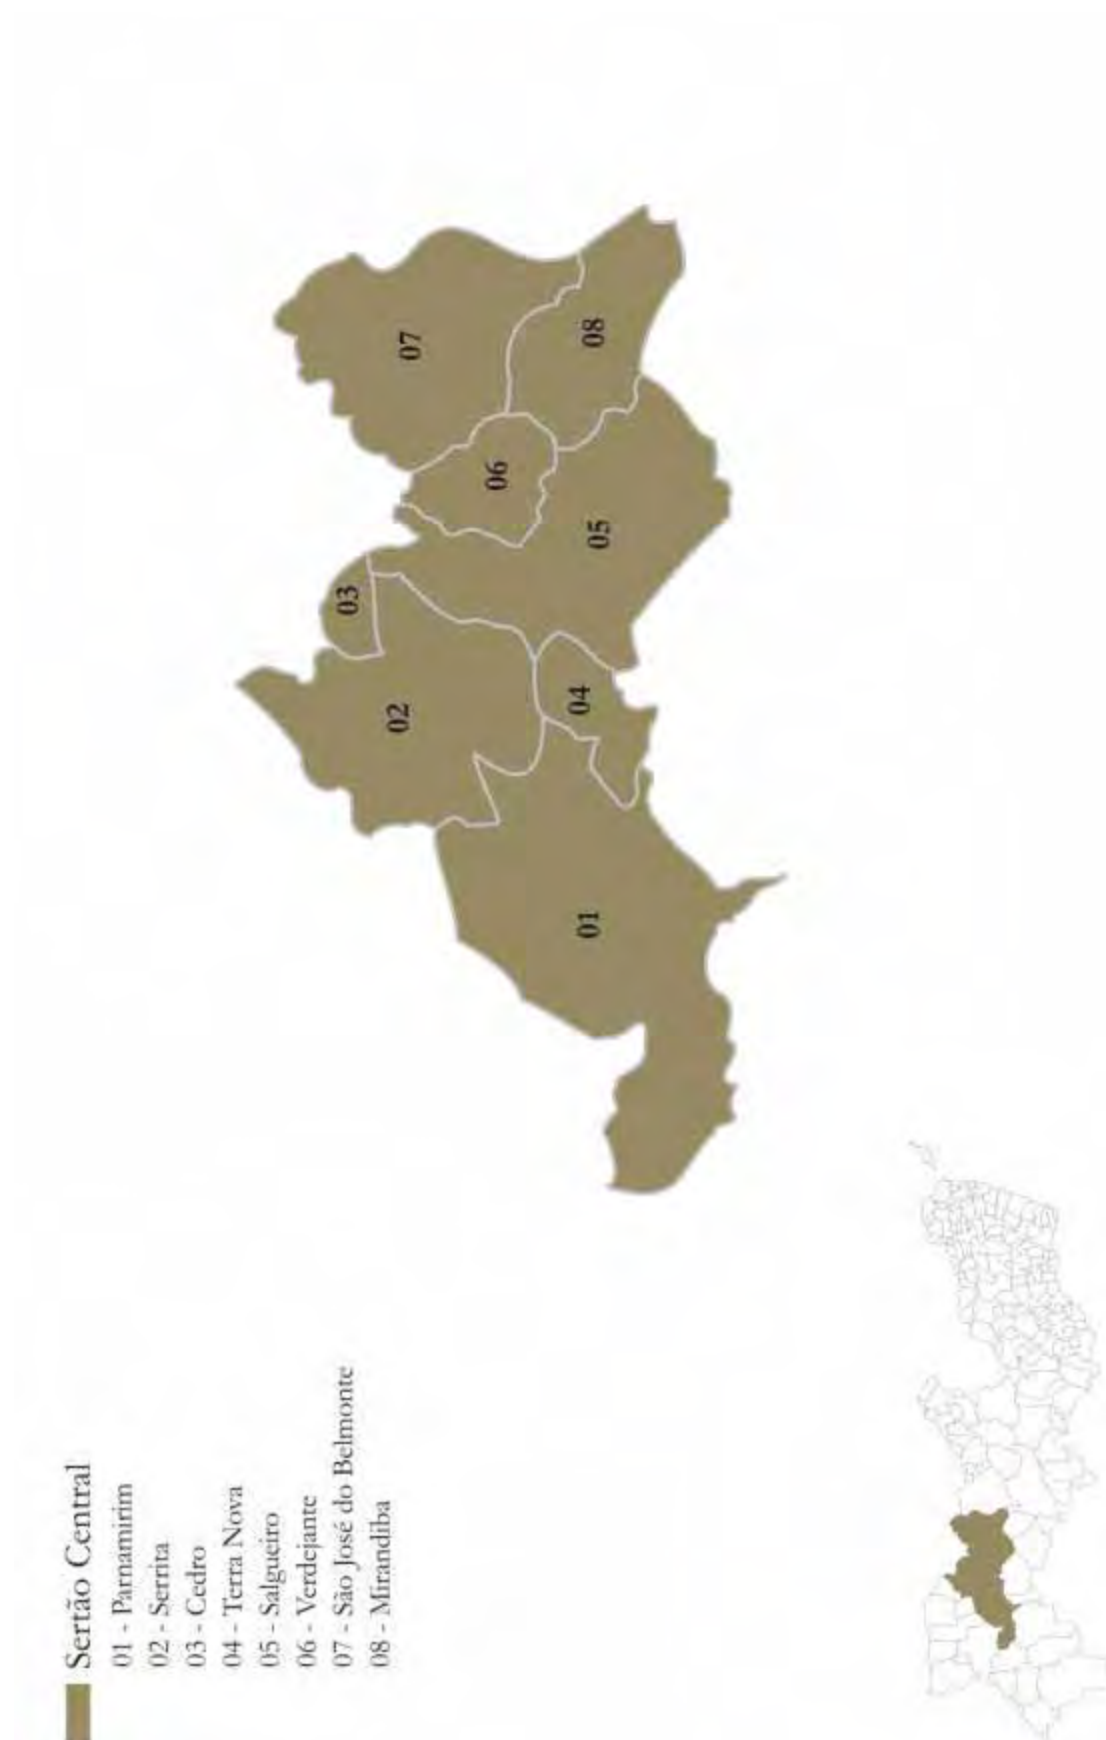 Sertão Central
01 - Parnamirim
02 - Serrita
03 - Cedro
04 - Terra Nova
05 - Salgueiro
06 - Verdejante
07 - São José do Belmonte
08 - Mirandiba
01
02
03
04
05
06
07
08